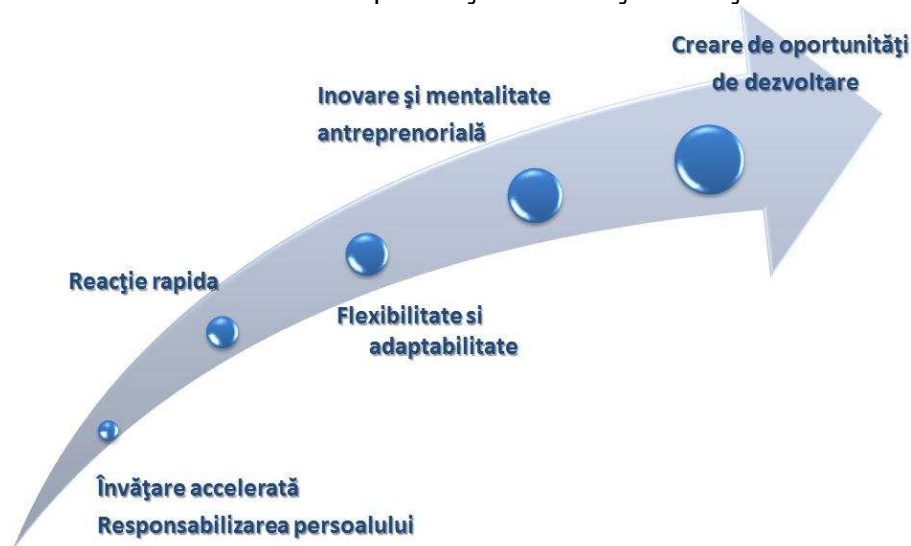 Creare de oportunităţi
de dezvoltare
Inovare şi mentalitate
antreprenorială
Reacţie rapida
Flexibilitate si
adaptabilitate
Învăţare accelerată
Responsabilizarea persoalului